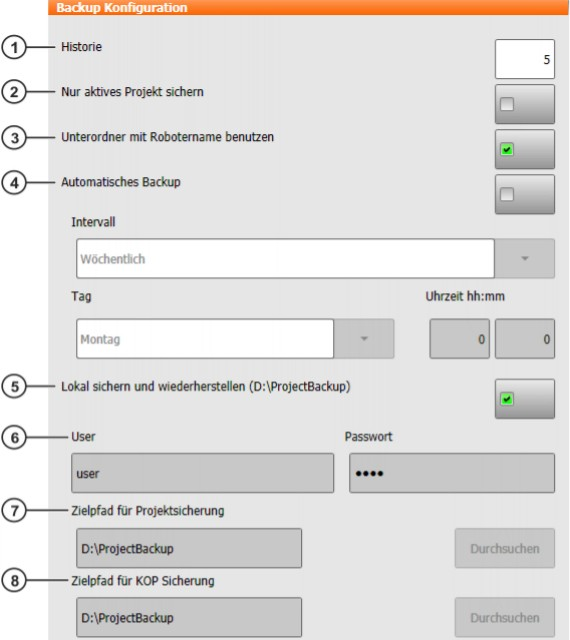 Backup Konfiguration
1 Historie 5
2 Nur aktives Projekt sichern
3 Unterordner mit Robotername benutzen
4 Automatisches Backup
Intervall
Wöchentlich
Tag Uhrzeit hh:mm
Montag 0 0
5 Lokal sichern und wiederherstellen (D:\ProjectBackup)
6 User Passwort
user ••••
7 Zielpfad für Projektsicherung
D:\ProjectBackup Durchsuchen
8 Zielpfad für KOP Sicherung
D:\ProjectBackup Durchsuchen